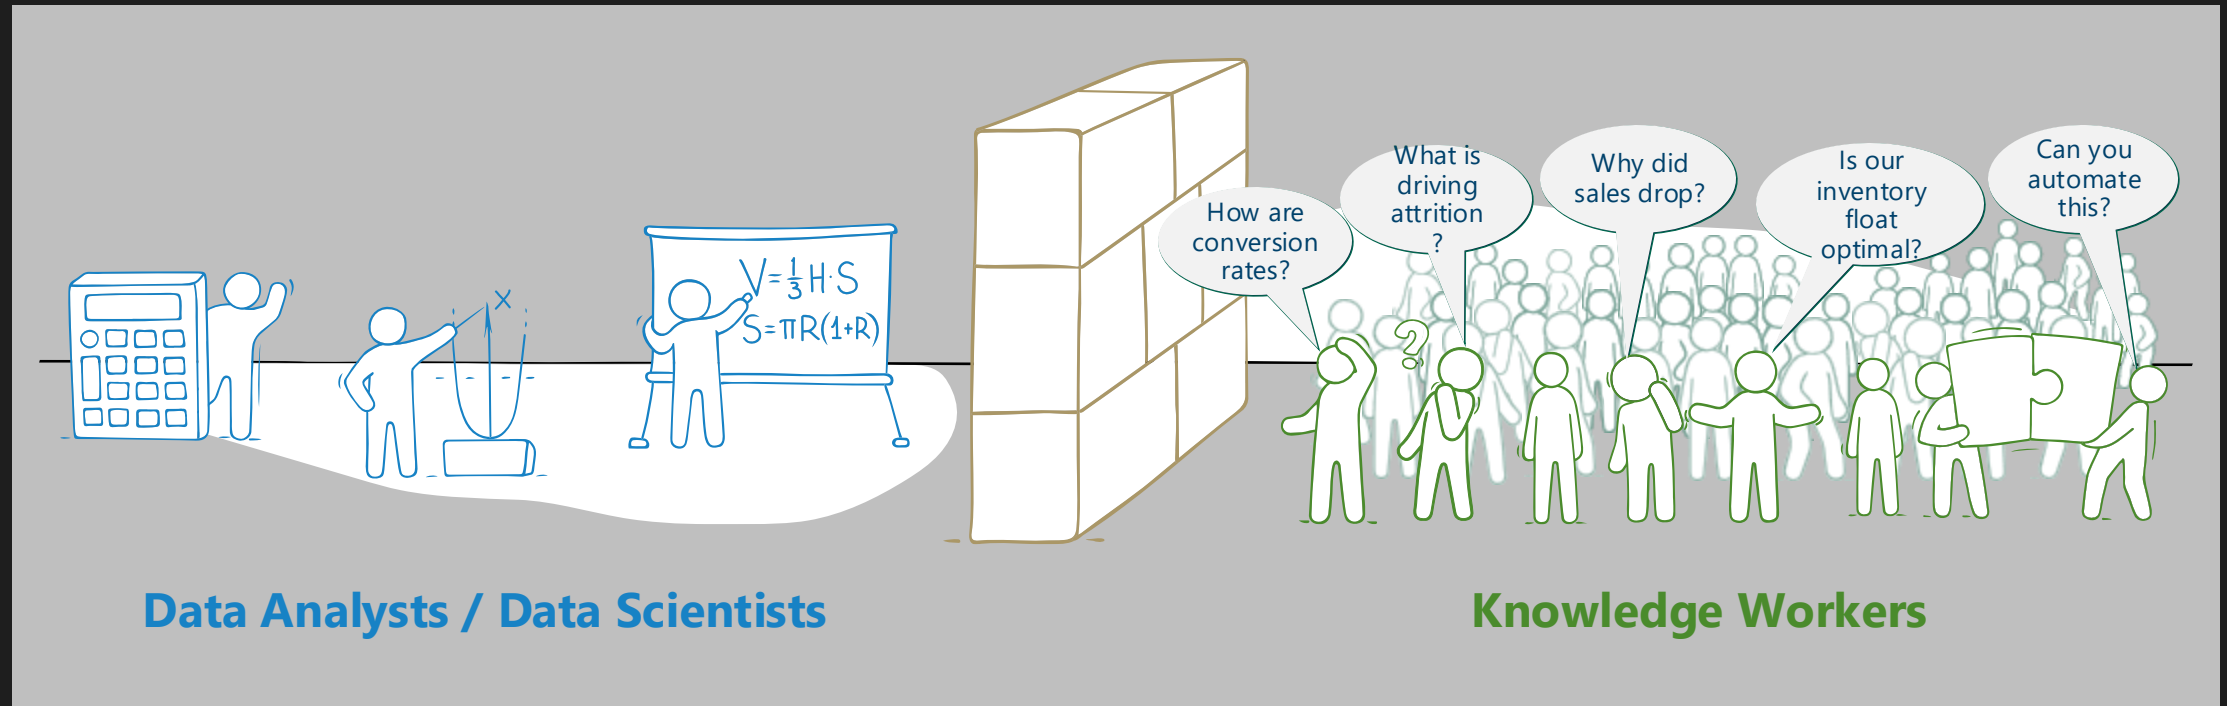 X
V=⅓H·S
S=πR(1+R)
How are
conversion
rates?
What is
driving
attrition
?
Why did
sales drop?
Is our
inventory
float
optimal?
Can you
automate
this?
?
Data Analysts / Data Scientists
Knowledge Workers